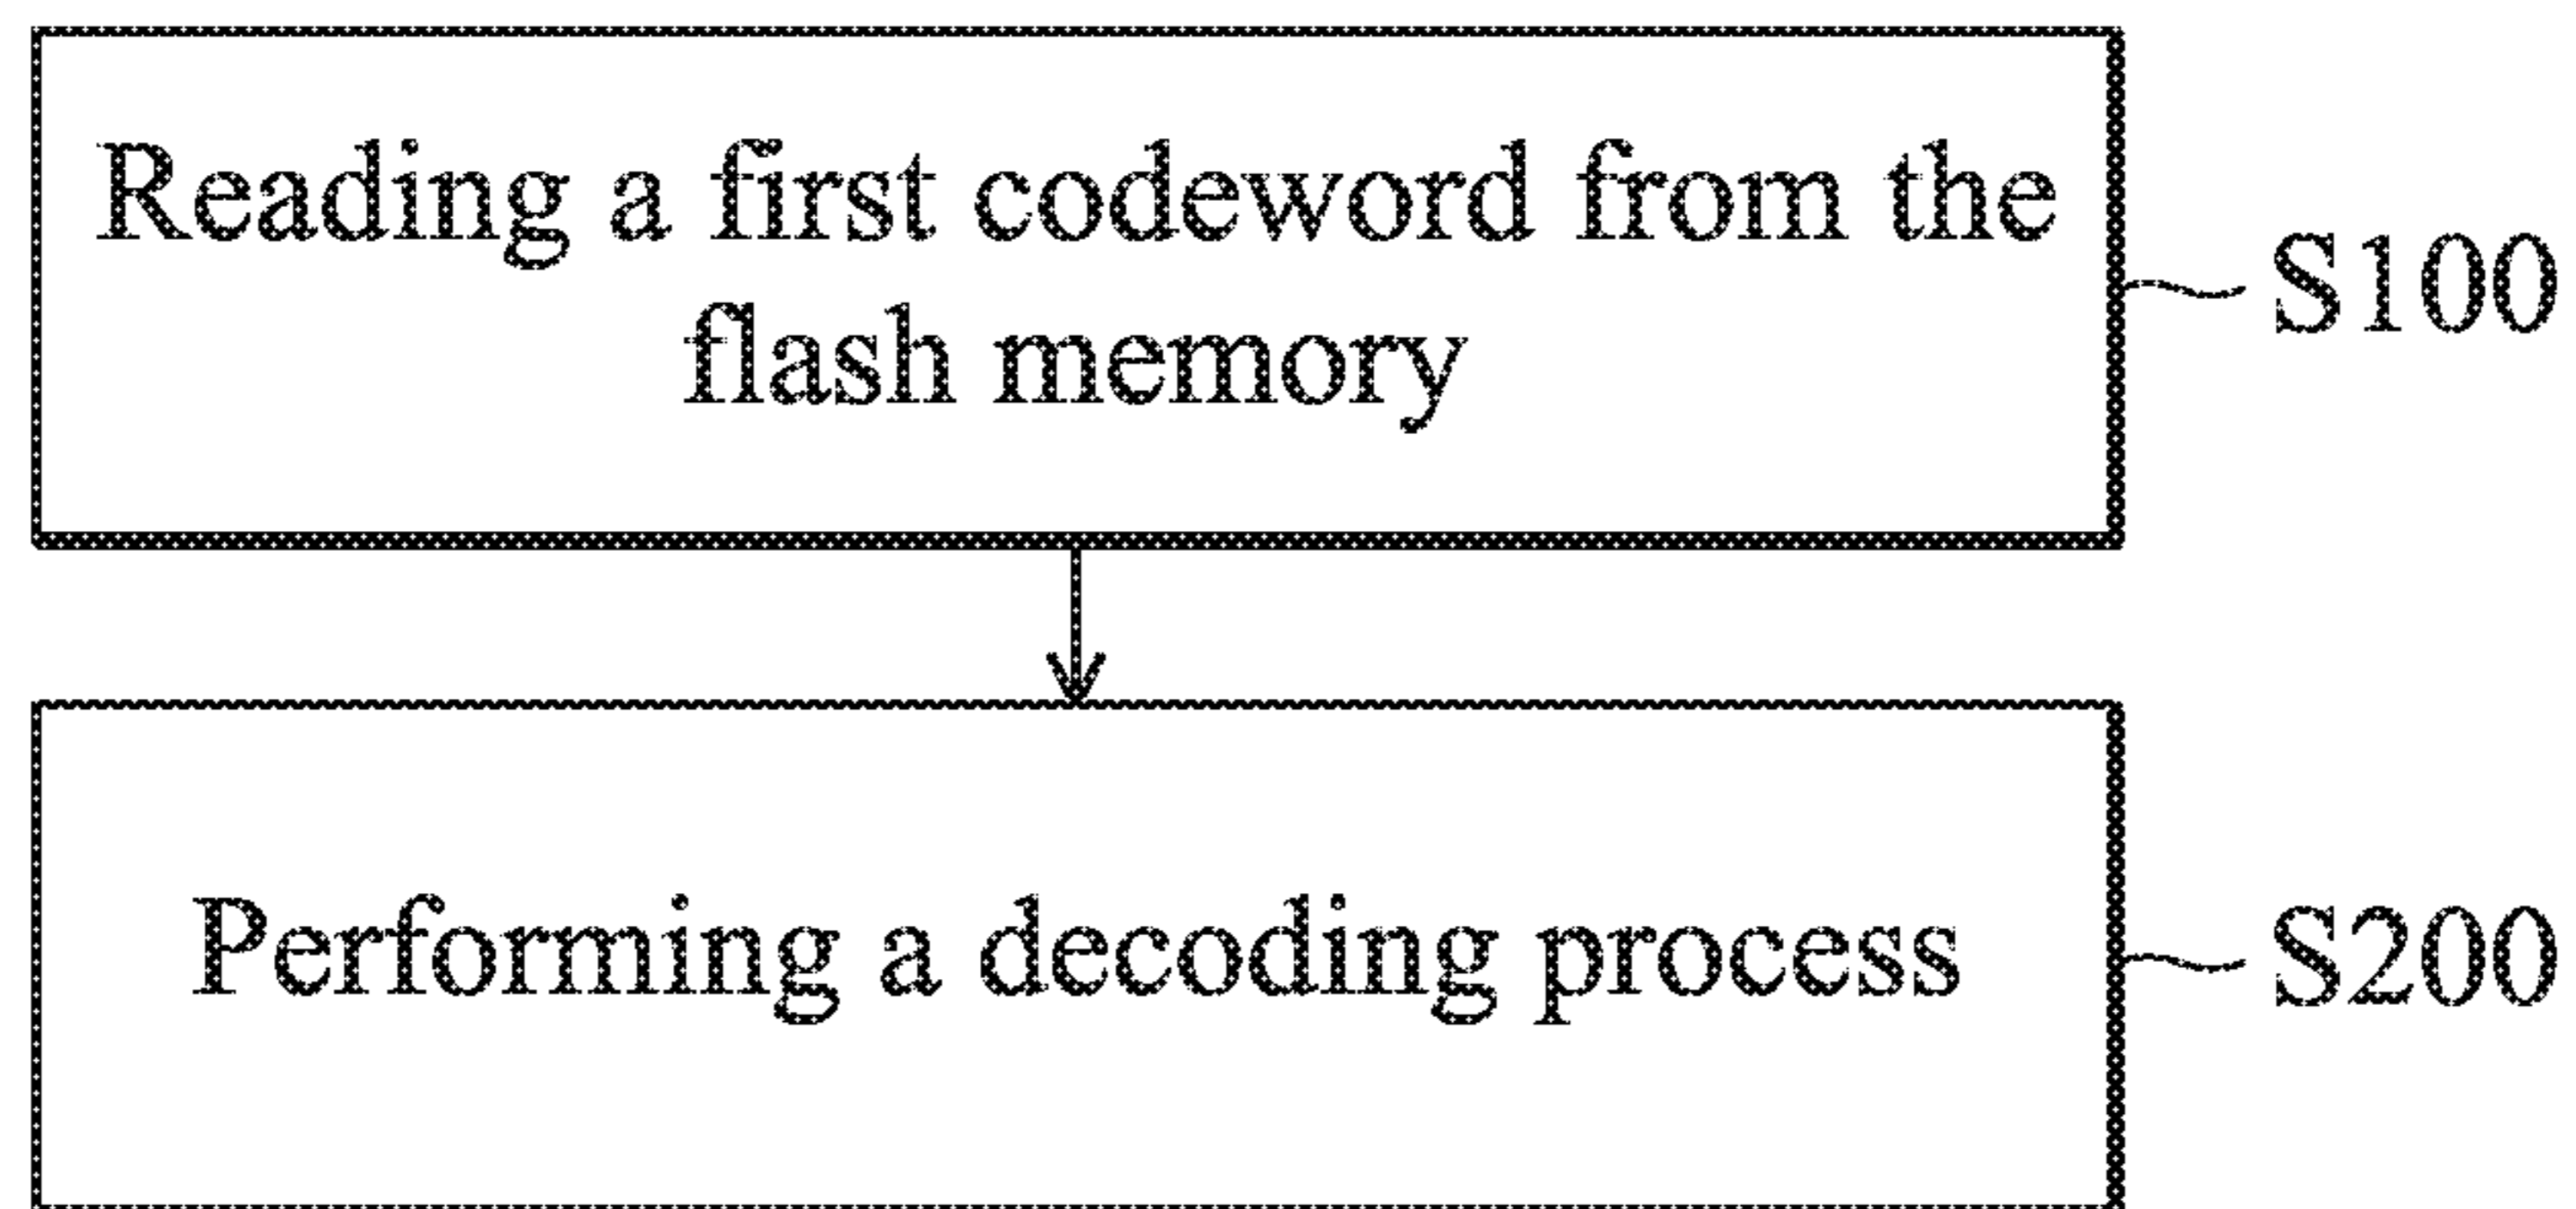 Reading a first codeword from the
flash memory
S100
Performing a decoding process
S200